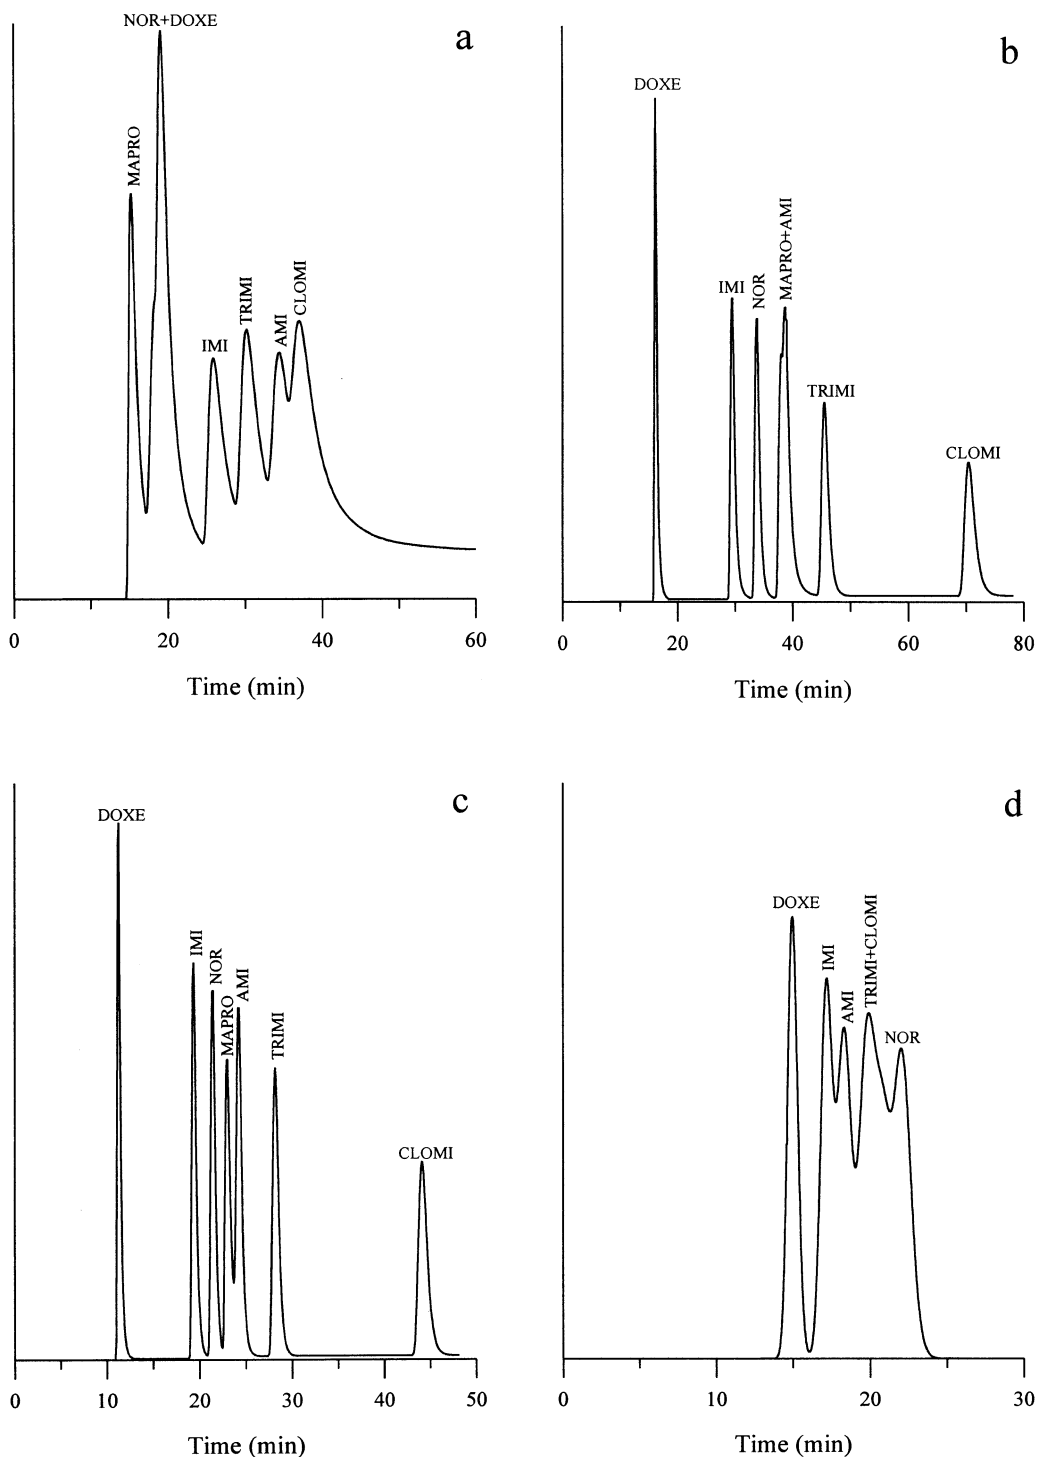 a
NOR+DOXE
MAPRO
IMI
TRIMI
AMI
CLOMI
0 20 40 60
Time (min)
b
DOXE
IMI
NOR
MAPRO+AMI
TRIMI
CLOMI
0 20 40 60 80
Time (min)
c
DOXE
IMI
NOR
MAPRO
AMI
TRIMI
CLOMI
0 10 20 30 40 50
Time (min)
d
DOXE
IMI
AMI
TRIMI+CLOMI
NOR
0 10 20 30
Time (min)